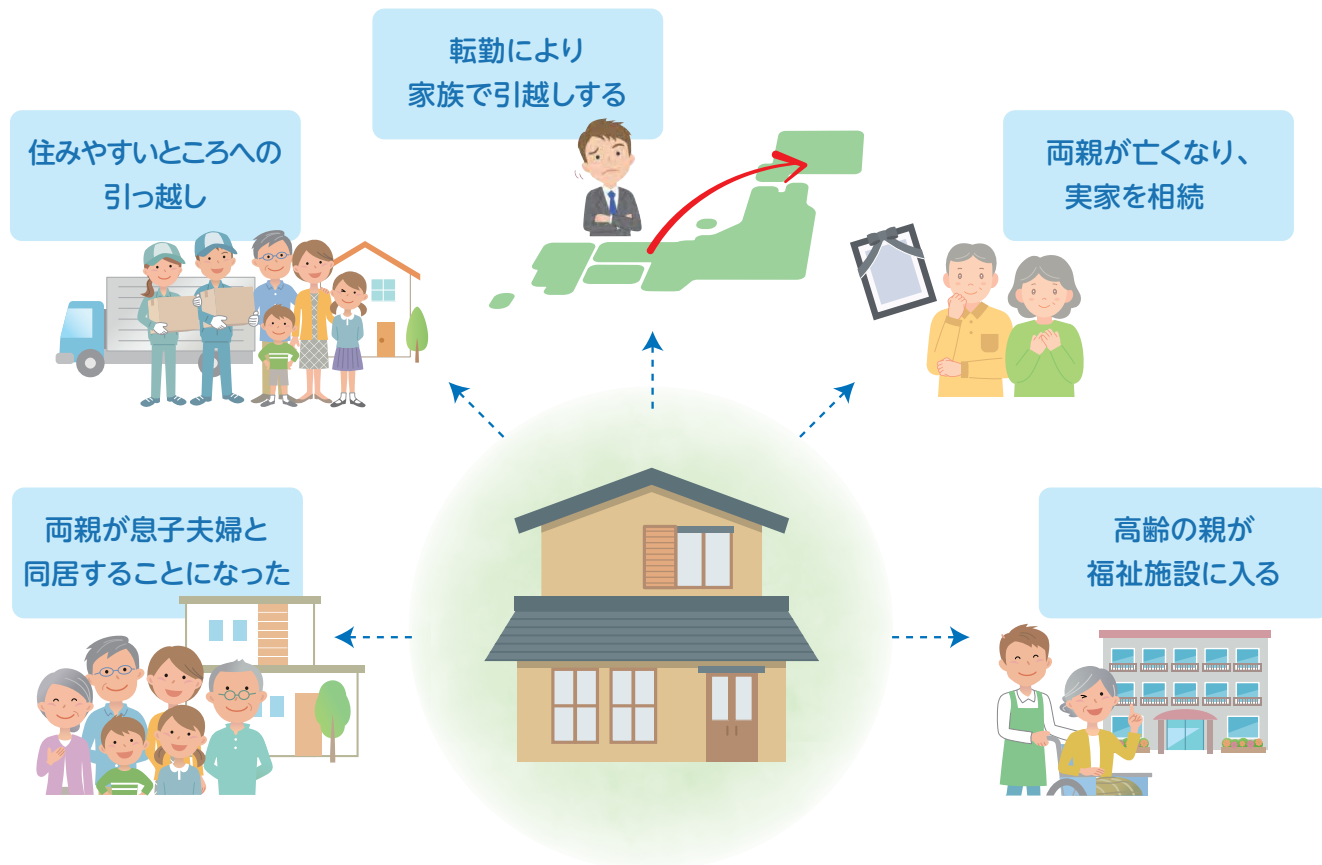 転勤により
家族で引越しする
住みやすいところへの
引っ越し
両親が亡くなり、
実家を相続
両親が息子夫婦と
同居することになった
高齢の親が
福祉施設に入る